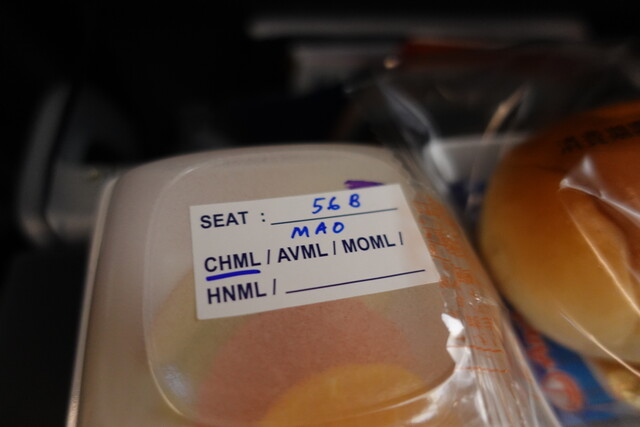 SEAT : 56B
MAO
CHML / AVML / MOML /
HNML /